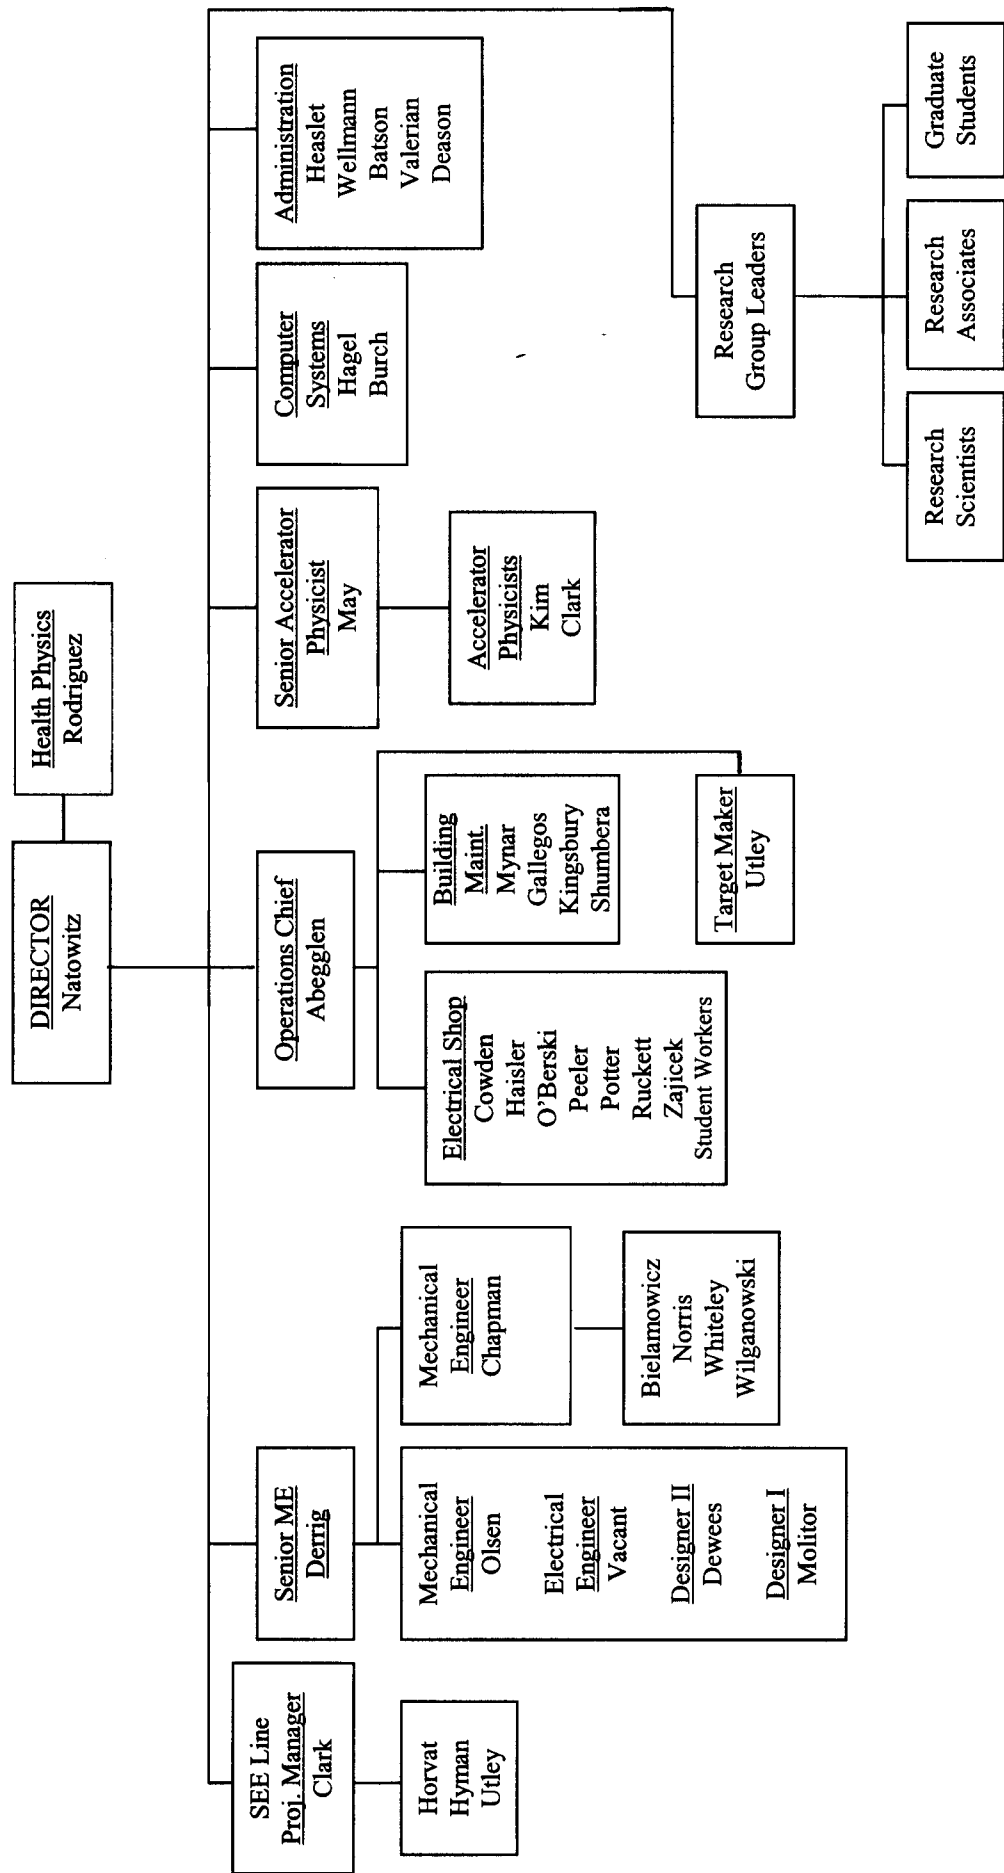 DIRECTOR
Natowitz
Health Physics
Rodriguez
SEE Line
Proj. Manager
Clark
Horvat
Hyman
Utley
Senior ME
Derrig
Mechanical
Engineer
Olsen
Electrical
Engineer
Vacant
Designer II
Dewees
Designer I
Molitor
Mechanical
Engineer
Chapman
Bielamowicz
Norris
Whiteley
Wilganowski
Operations Chief
Abegglen
Electrical Shop
Cowden
Haisler
O'Berski
Peeler
Potter
Ruckett
Zajicek
Student Workers
Building
Maint.
Mynar
Gallegos
Kingsbury
Shumbera
Target Maker
Utley
Senior Accelerator
Physicist
May
Accelerator
Physicists
Kim
Clark
Computer
Systems
Hagel
Burch
Administration
Heaslet
Wellmann
Batson
Valerian
Deason
Research
Group Leaders
Research
Scientists
Research
Associates
Graduate
Students